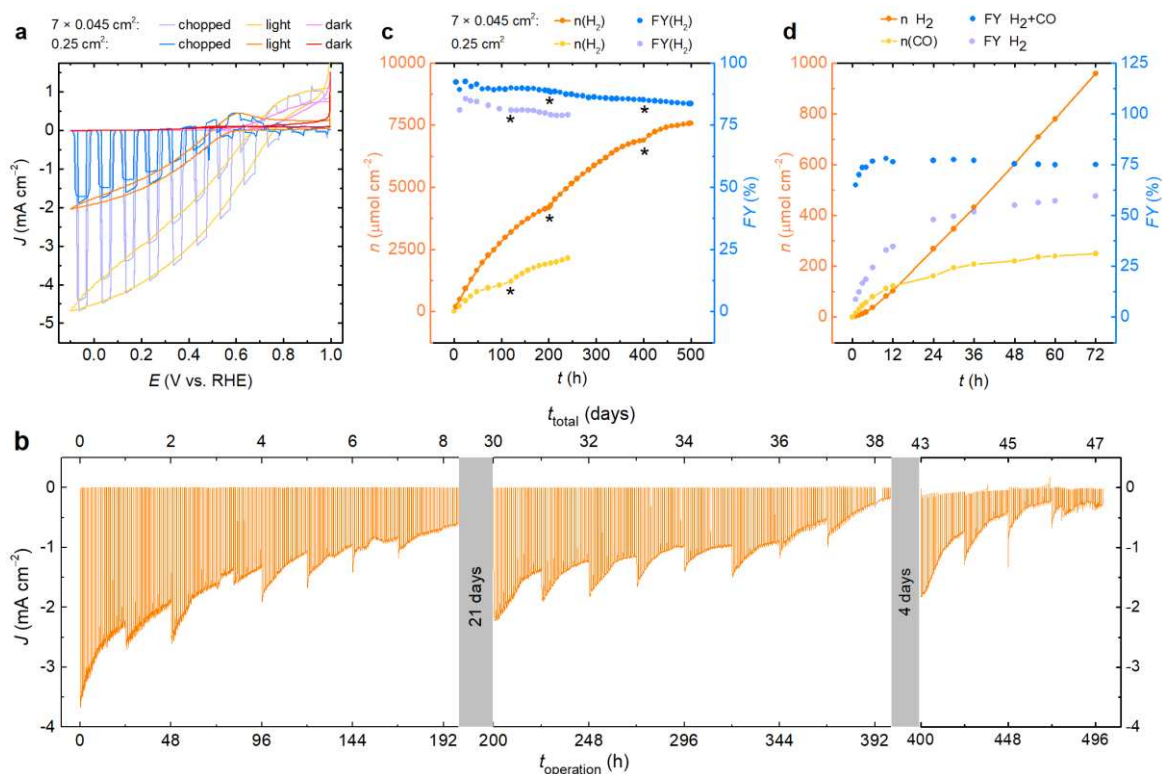 a
7 × 0.045 cm²: chopped light dark
0.25 cm²: chopped light dark
J (mA cm⁻²)
1
0
-1
-2
-3
-4
-5
0.0 0.2 0.4 0.6 0.8 1.0
E (V vs. RHE)
c
7 × 0.045 cm²: n(H₂) FY(H₂)
0.25 cm² n(H₂) FY(H₂)
n (μmol cm⁻²)
10000
7500
5000
2500
0
* * *
* * *
*
100
75
50
25
0
FY (%)
0 100 200 300 400 500
t (h)
d
n H₂ FY H₂+CO
n(CO) FY H₂
n (μmol cm⁻²)
1000
800
600
400
200
0
125
100
75
50
25
0
FY (%)
0 12 24 36 48 60 72
t (h)
b
t total (days)
0 2 4 6 8 30 32 34 36 38 43 45 47
J (mA cm⁻²)
0
-1
-2
-3
-4
21 days
4 days
0
-1
-2
-3
-4
0 48 96 144 192 200 248 296 344 392 400 448 496
t operation (h)